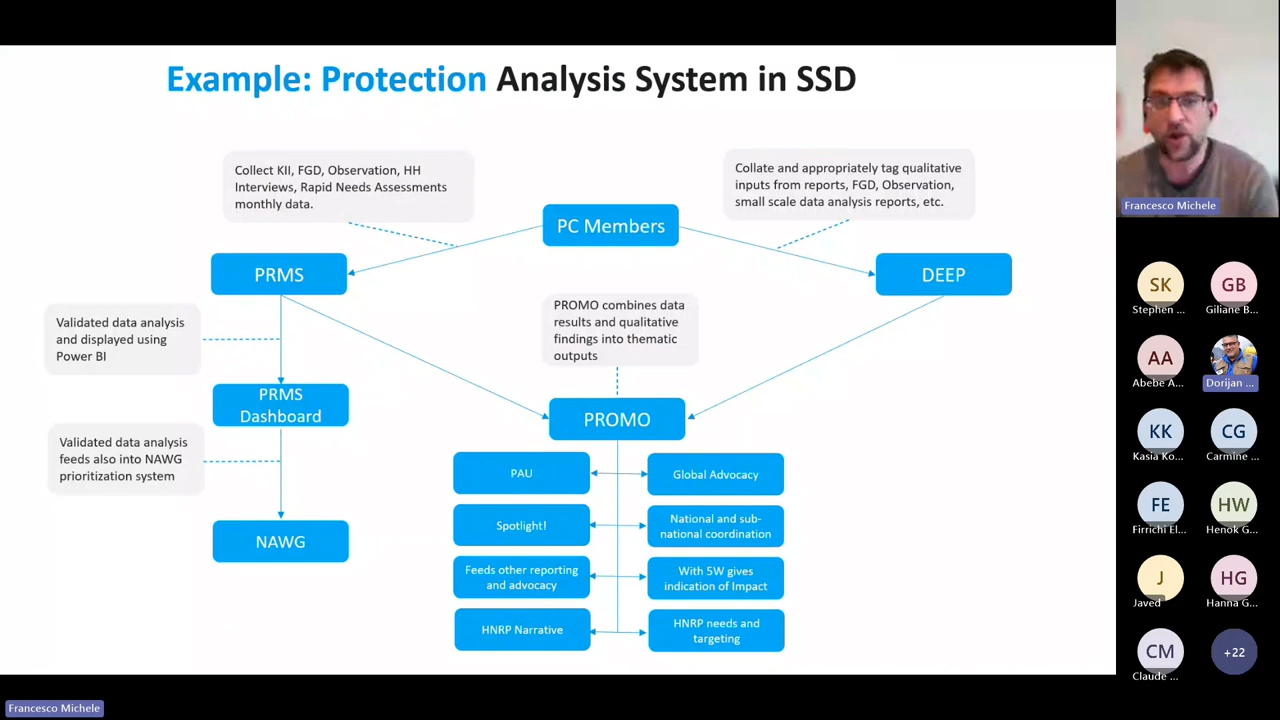 Example: Protection Analysis System in SSD
Collect KII, FGD, Observation, HH
Interviews, Rapid Needs Assessments
monthly data.
Collate and appropriately tag qualitative
inputs from reports, FGD, Observation,
small scale data analysis reports, etc.
PC Members
PRMS
DEEP
PROMO combines data
results and qualitative
findings into thematic
outputs
Validated data analysis
and displayed using
Power BI
PRMS
Dashboard
PROMO
Validated data analysis
feeds also into NAWG
prioritization system
NAWG
PAU
Global Advocacy
Spotlight!
National and sub-
national coordination
Feeds other reporting
and advocacy
With 5W gives
indication of Impact
HNRP Narrative
HNRP needs and
targeting
Francesco Michele
SK
Stephen ...
GB
Giliane B...
AA
Abebe A...
Dorijan ...
KK
Kasia Ko...
CG
Carmine ...
FE
Firrichi El...
HW
Henok G...
J
Javed
HG
Hanna G...
CM
Claude ...
+22
Francesco Michele